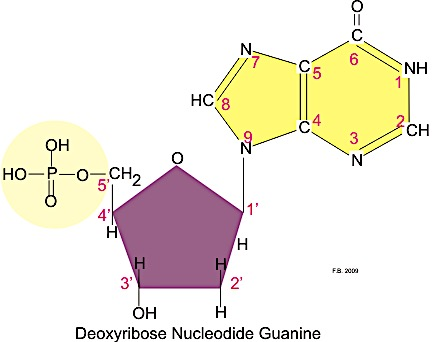 O
6
N
7
5
NH
1
HC
8
9
N
4
3
N
2
CH
OH
HO
P
O
CH2
5'
O
O
4'
H
1'
H
3'
H
H
2'
OH
H
F.B. 2009
Deoxyribose Nucleodide Guanine